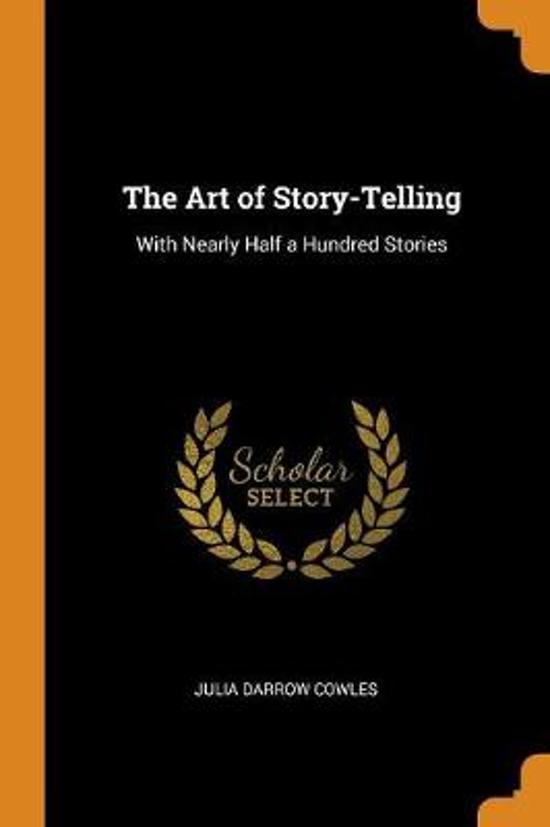 The Art of Story-Telling
With Nearly Half a Hundred Stories
Scholar
SELECT
JULIA DARROW COWLES